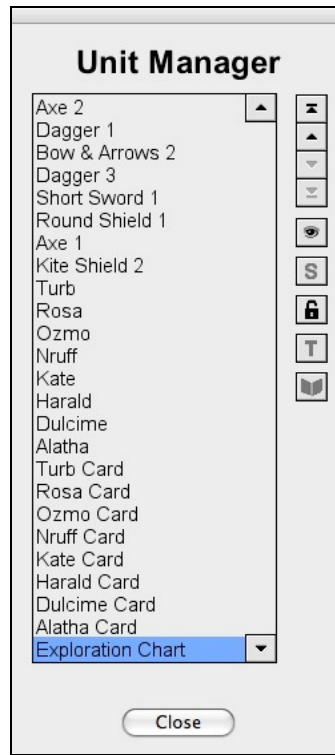 Unit Manager
Axe 2
Dagger 1
Bow & Arrows 2
Dagger 3
Short Sword 1
Round Shield 1
Axe 1
Kite Shield 2
Turb
Rosa
Ozmo
Nruff
Kate
Harald
Dulcime
Alatha
Turb Card
Rosa Card
Ozmo Card
Nruff Card
Kate Card
Harald Card
Dulcime Card
Alatha Card
Exploration Chart
S
T
Close